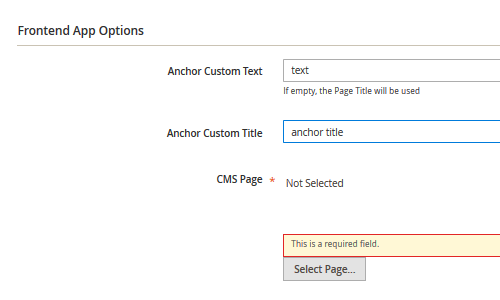 Frontend App Options
Anchor Custom Text
text
If empty, the Page Title will be used
Anchor Custom Title
anchor title
CMS Page * Not Selected
This is a required field.
Select Page...